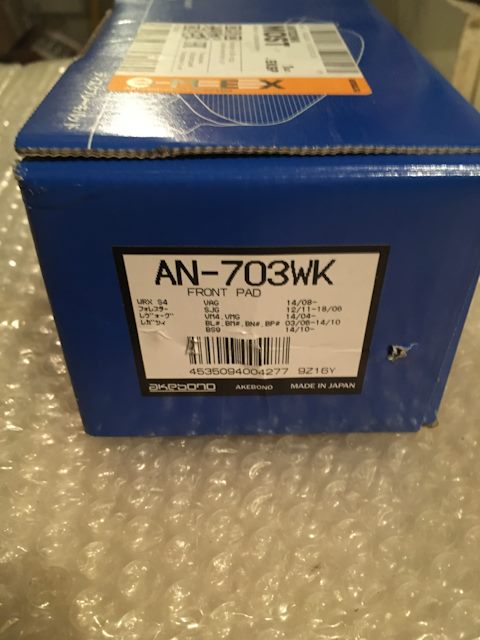 AN-703WK
FRONT PAD
WRX S4 VAG 14/08-
フォレスター SJG 12/11-18/06
レヴォーグ VM4,VMG 14/04-
レガシィ BL#,BM#,BN#,BP# 03/06-14/10
BS9 14/10-
4535094004277 9Z16Y
akebono AKEBONO MADE IN JAPAN